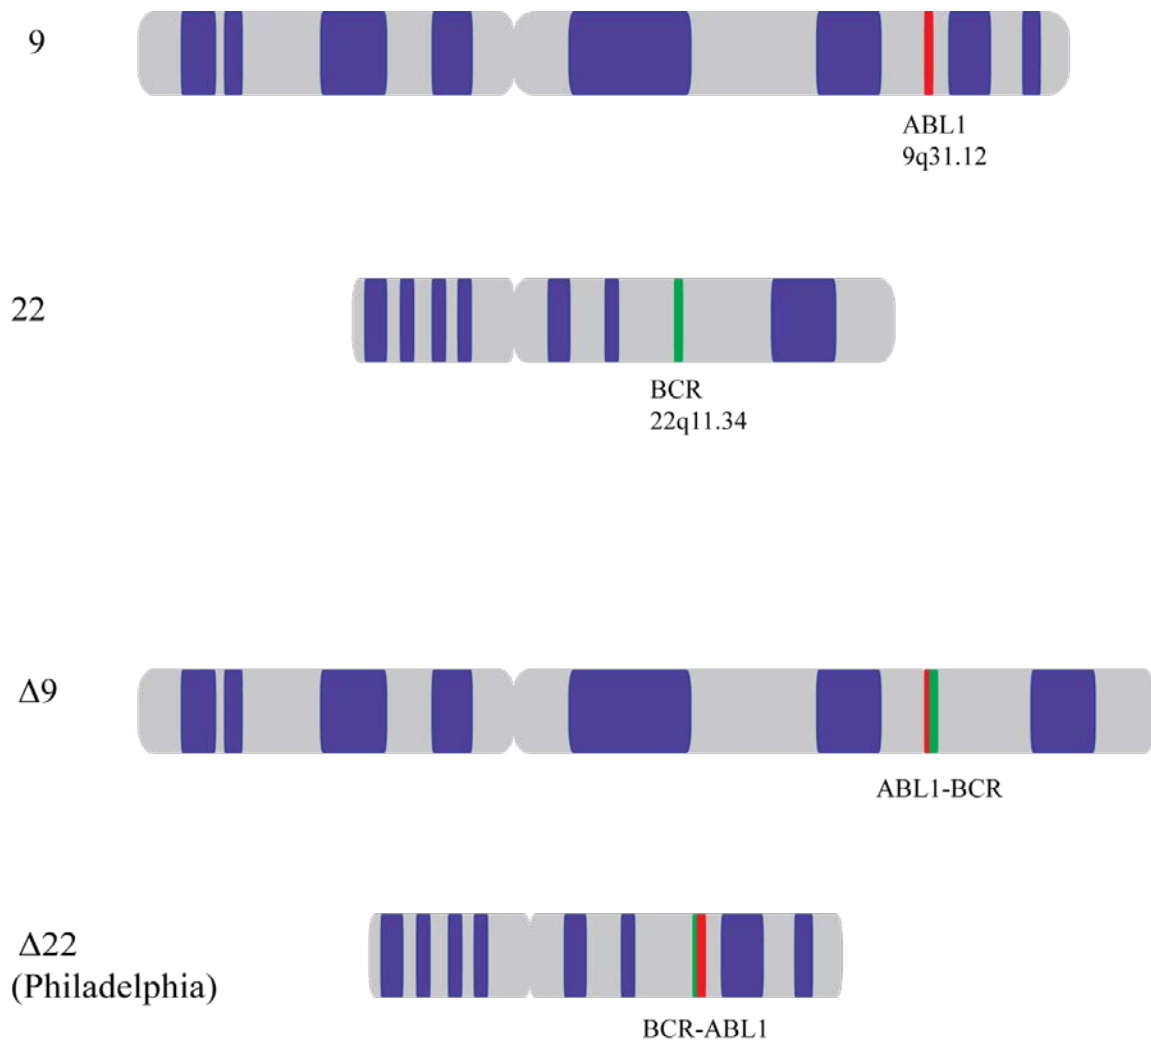 9
ABL1
9q31.12
22
BCR
22q11.34
Δ9
ABL1-BCR
Δ22
(Philadelphia)
BCR-ABL1